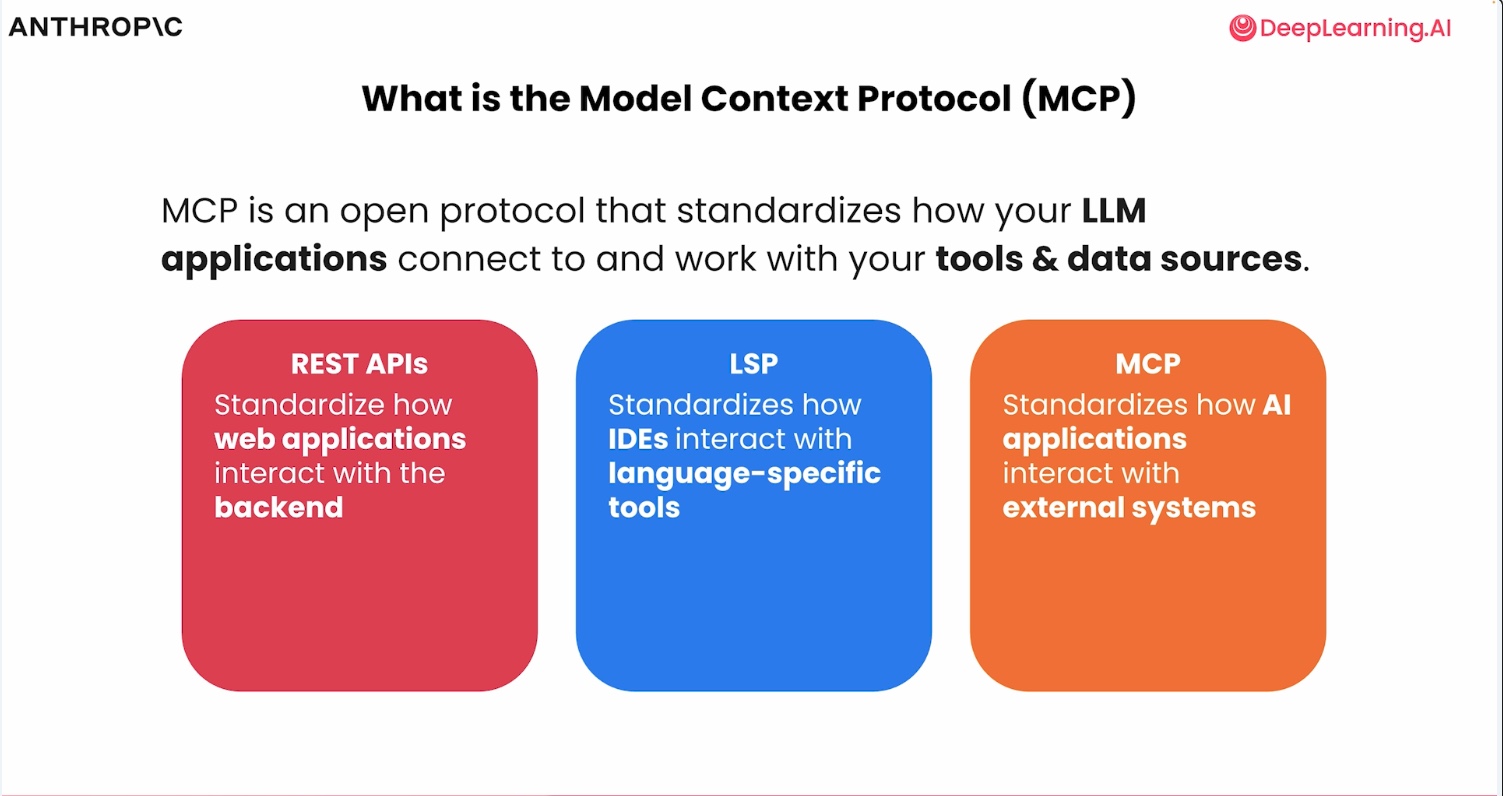 ANTHROP\C
DeepLearning.AI
What is the Model Context Protocol (MCP)
MCP is an open protocol that standardizes how your LLM
applications connect to and work with your tools & data sources.
REST APIs
Standardize how
web applications
interact with the
backend
LSP
Standardizes how
IDEs interact with
language-specific
tools
MCP
Standardizes how AI
applications
interact with
external systems